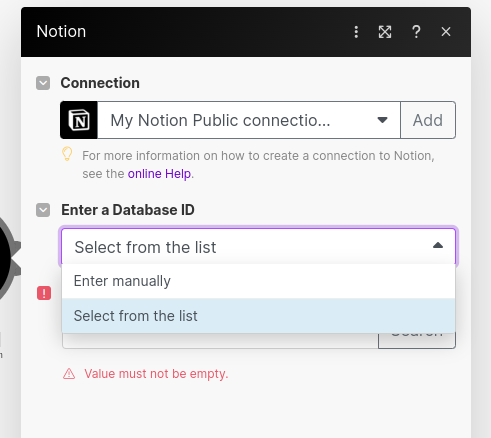 Notion
Connection
My Notion Public connectio...
Add
For more information on how to create a connection to Notion,
see the online Help.
Enter a Database ID
Select from the list
Enter manually
Select from the list
Search
Value must not be empty.